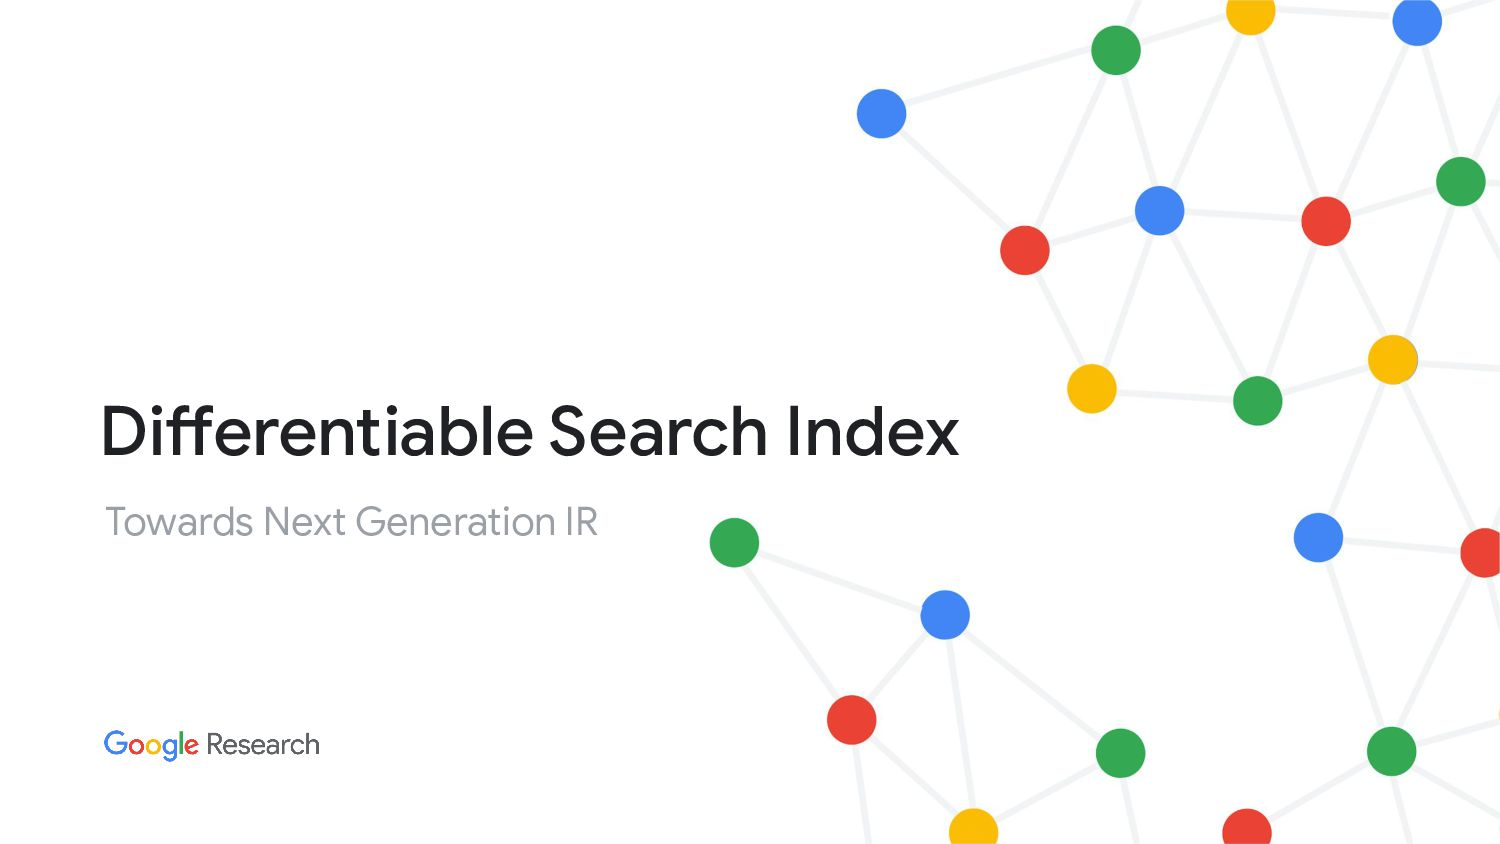 Differentiable Search Index
Towards Next Generation IR
Google Research